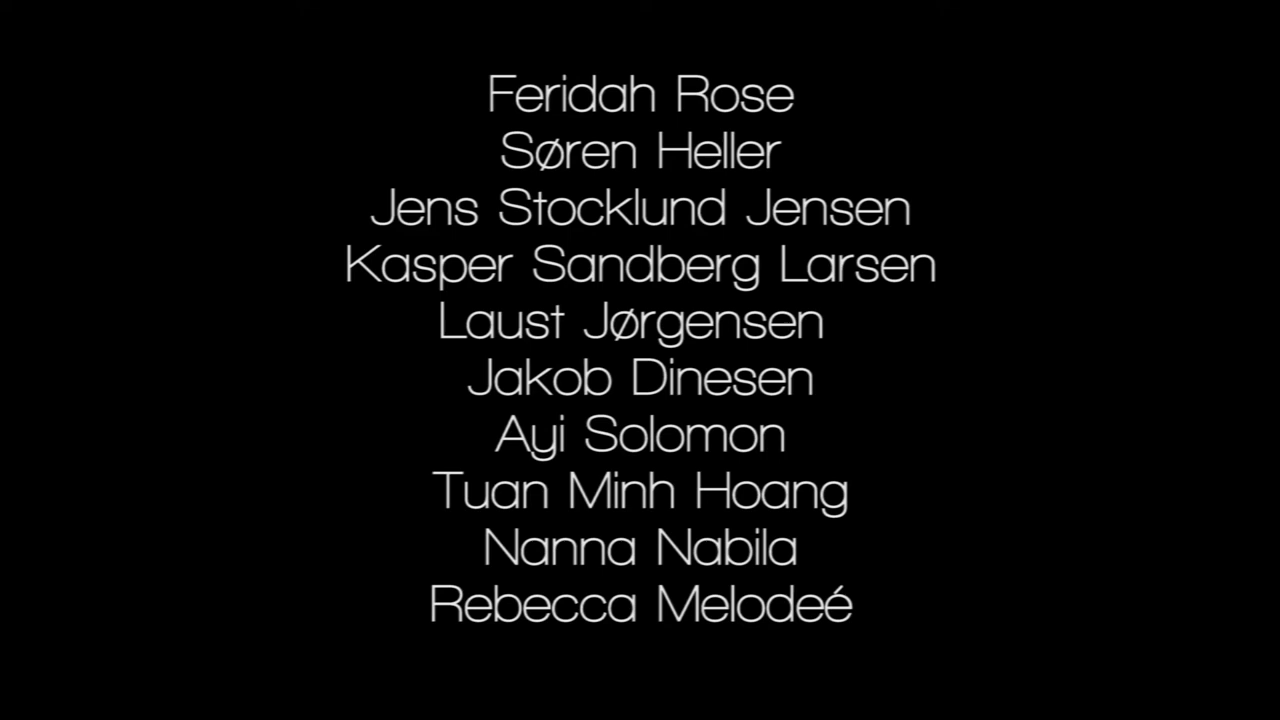 Feridah Rose
Søren Heller
Jens Stocklund Jensen
Kasper Sandberg Larsen
Laust Jørgensen
Jakob Dinesen
Ayi Solomon
Tuan Minh Hoang
Nanna Nabila
Rebecca Melodeé